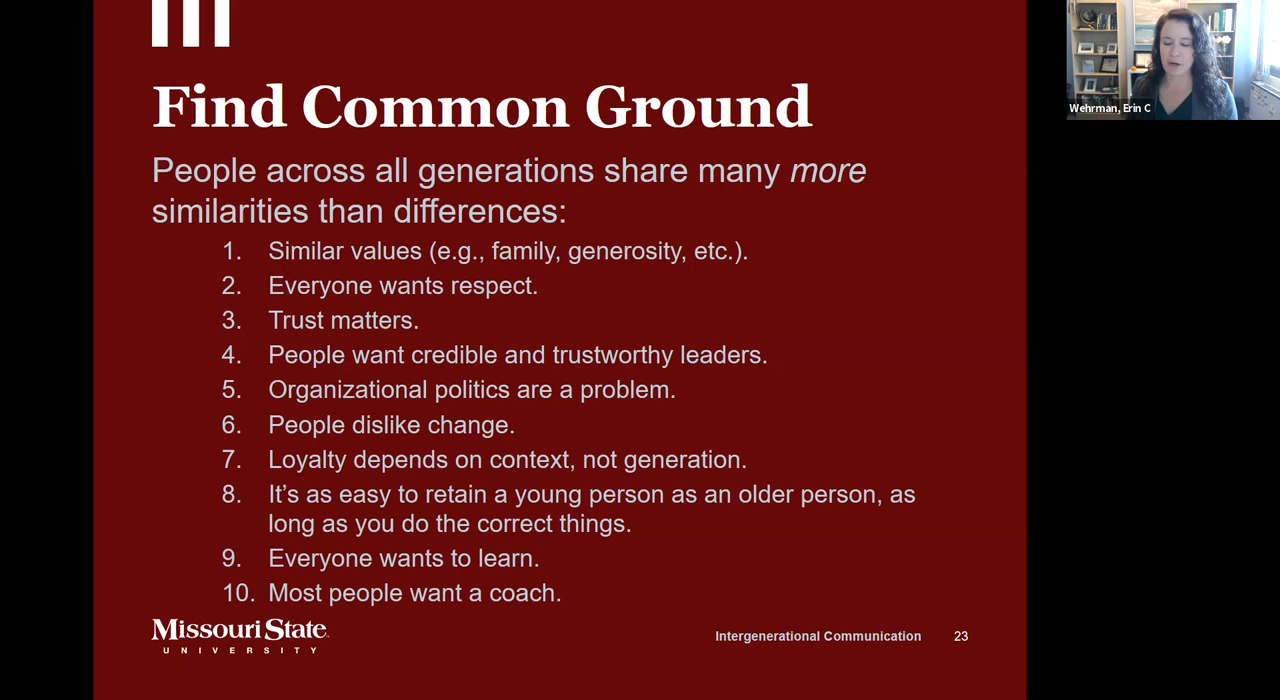 Find Common Ground
People across all generations share many more
similarities than differences:
1. Similar values (e.g., family, generosity, etc.).
2. Everyone wants respect.
3. Trust matters.
4. People want credible and trustworthy leaders.
5. Organizational politics are a problem.
6. People dislike change.
7. Loyalty depends on context, not generation.
8. It’s as easy to retain a young person as an older person, as
long as you do the correct things.
9. Everyone wants to learn.
10. Most people want a coach.
Missouri State
UNIVERSITY
Intergenerational Communication 23
Wehrman, Erin C